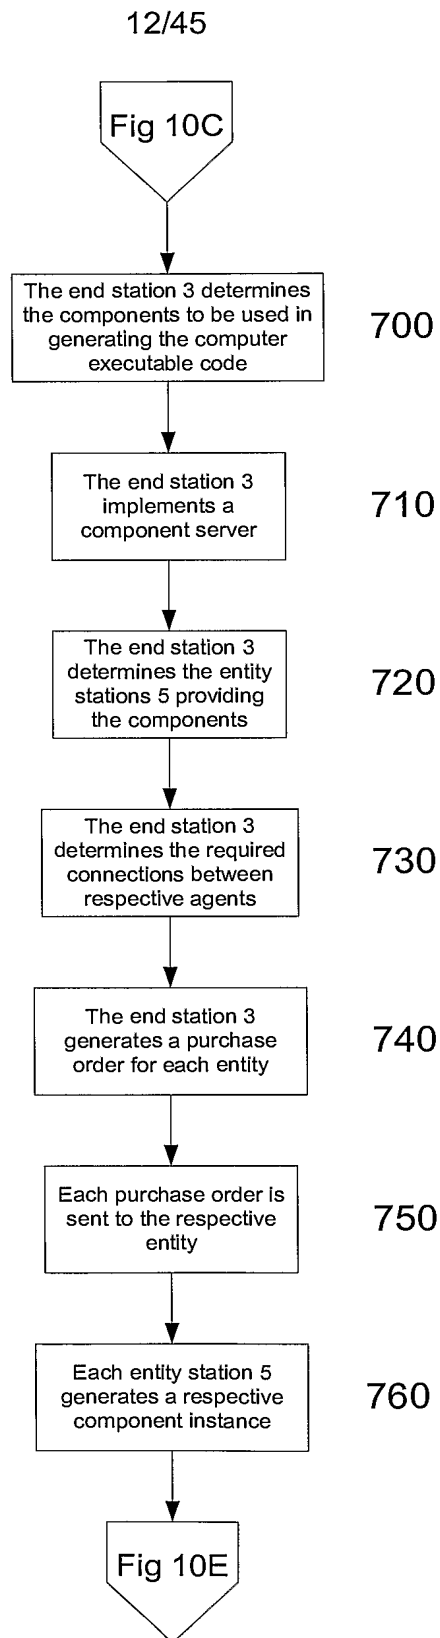 12/45
Fig 10C
The end station 3 determines
the components to be used in
generating the computer
executable code
700
The end station 3
implements a
component server
710
The end station 3
determines the entity
stations 5 providing
the components
720
The end station 3
determines the required
connections between
respective agents
730
The end station 3
generates a purchase
order for each entity
740
Each purchase order is
sent to the respective
entity
750
Each entity station 5
generates a respective
component instance
760
Fig 10E